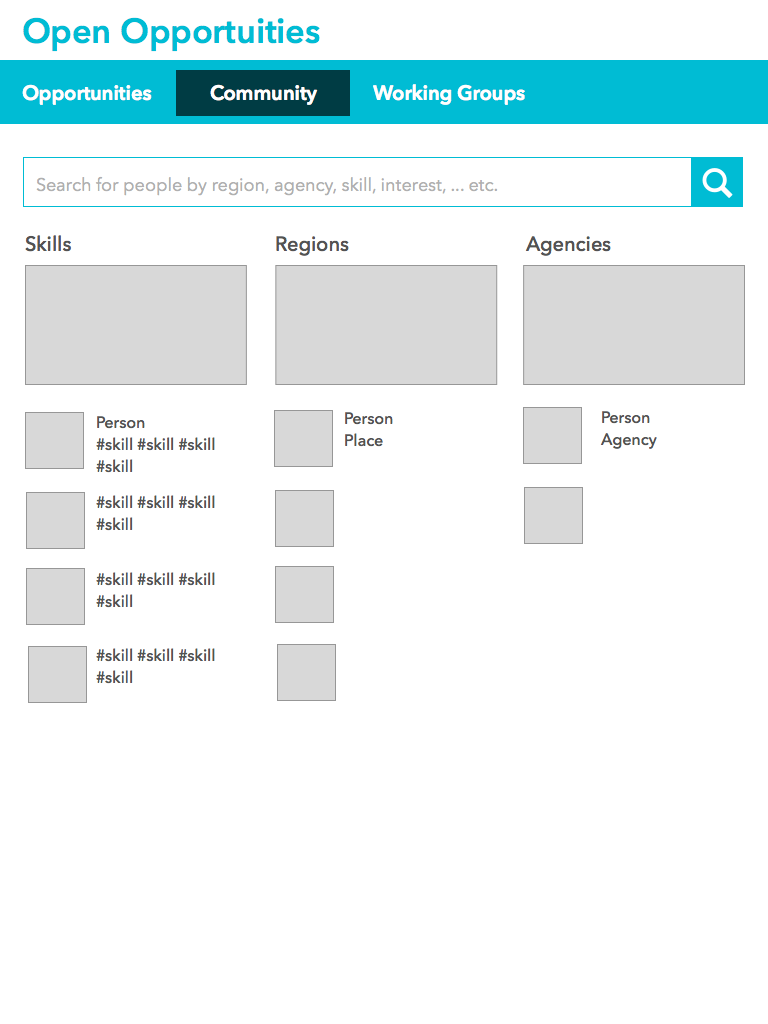 Open Opportuities
Opportunities
Community
Working Groups
Search for people by region, agency, skill, interest, ... etc.
Skills
Regions
Agencies
Person
#skill #skill #skill
#skill
Person
Place
Person
Agency
#skill #skill #skill
#skill
#skill #skill #skill
#skill
#skill #skill #skill
#skill